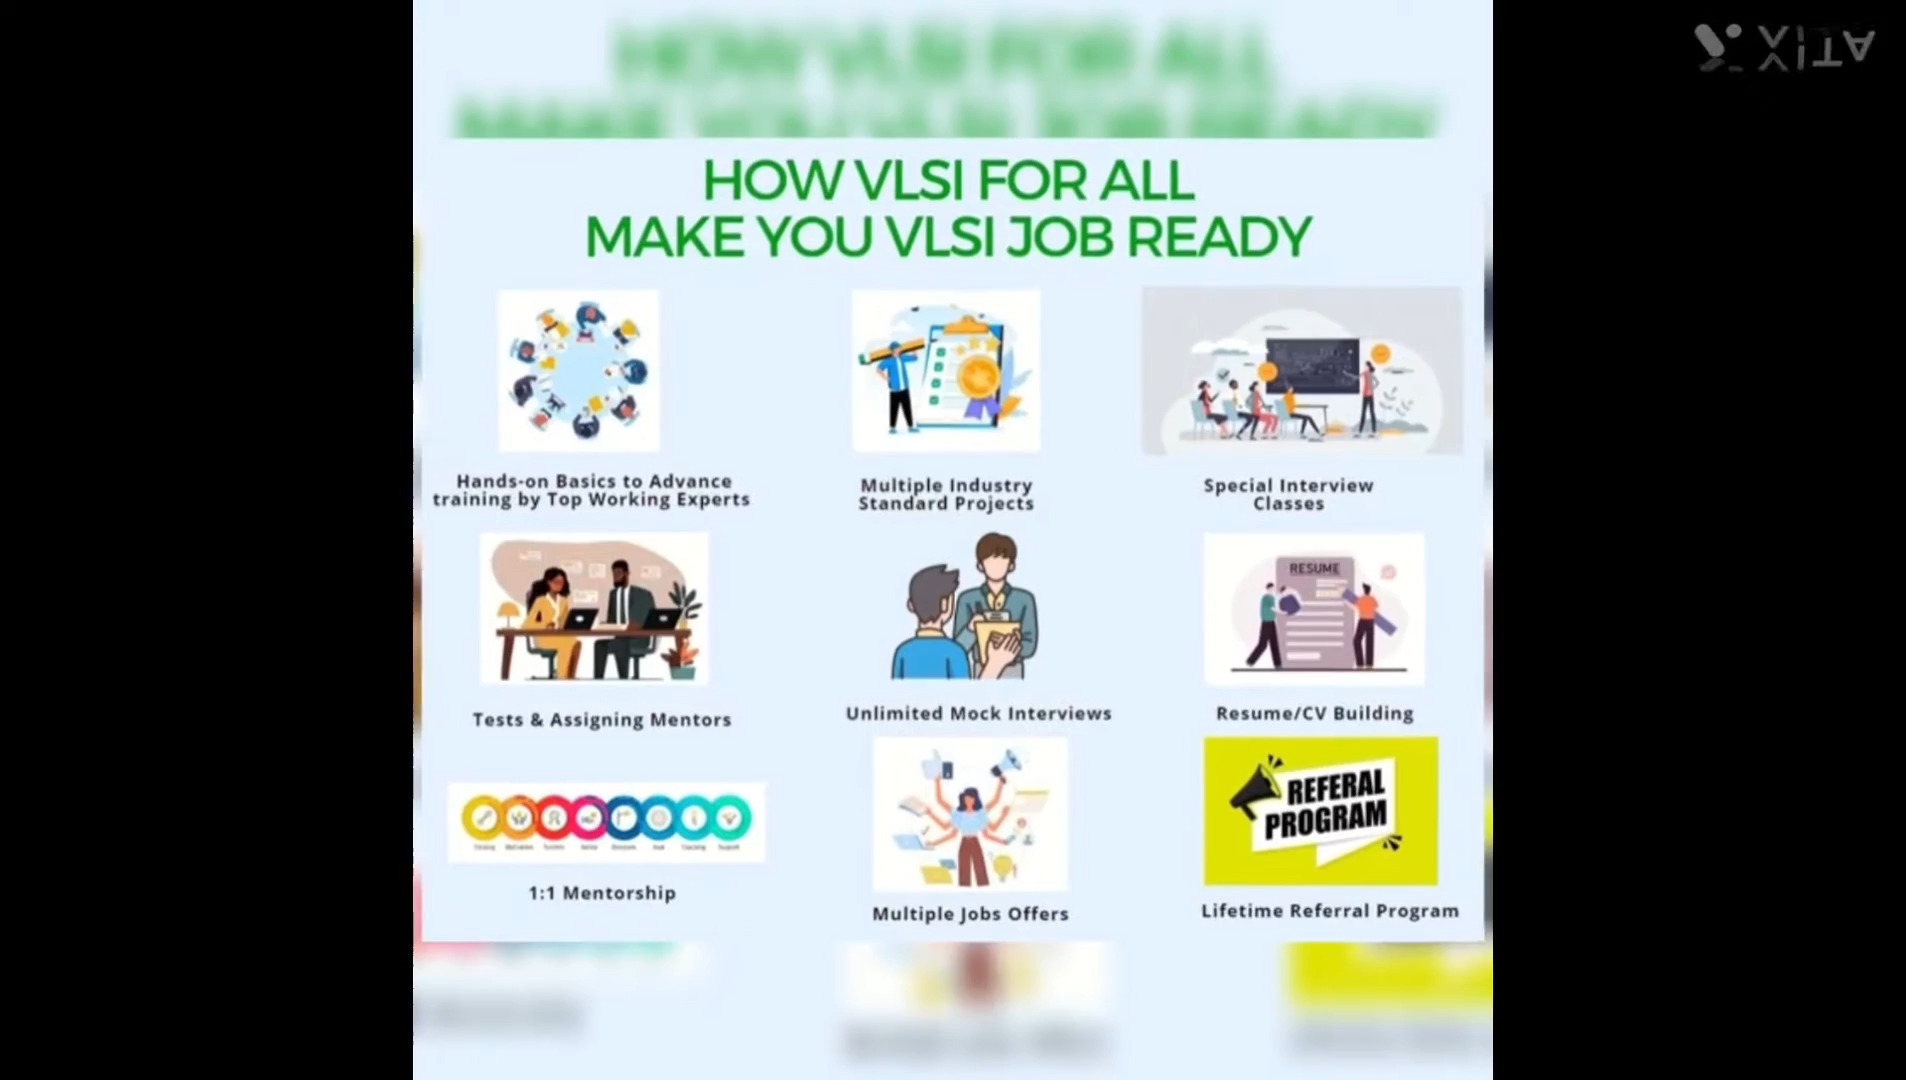 HOW VLSI FOR ALL
MAKE YOU VLSI JOB READY
Hands-on Basics to Advance
training by Top Working Experts
Multiple Industry
Standard Projects
Special Interview
Classes
RESUME
Tests & Assigning Mentors
Unlimited Mock Interviews
Resume/CV Building
REFERAL
PROGRAM
1:1 Mentorship
Multiple Jobs Offers
Lifetime Referral Program